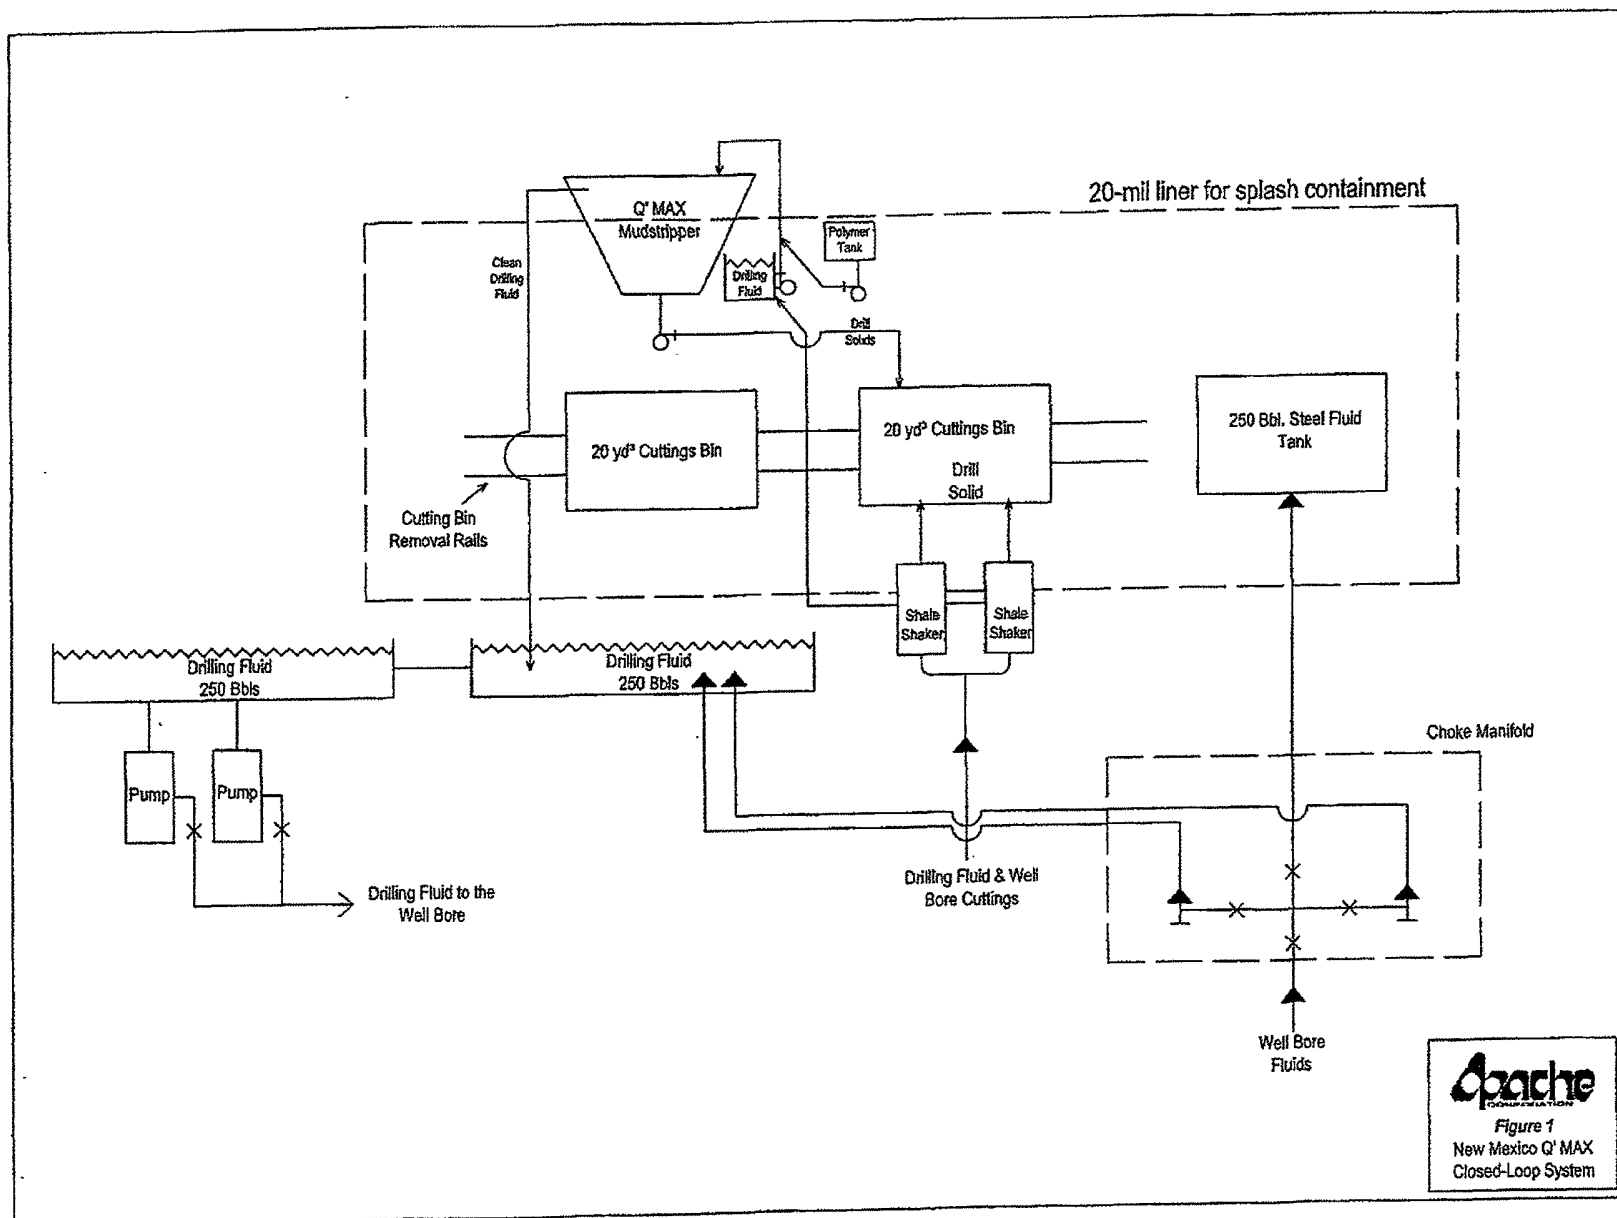 20-mil liner for splash containment
Q' MAX
Mudstripper
Polymer
Tank
Clean
Drilling
Fluid
Drilling
Fluid
Drill
Solids
20 yd³ Cuttings Bin
20 yd³ Cuttings Bin
Drill
Solid
250 Bbl. Steel Fluid
Tank
Cutting Bin
Removal Rails
Shale
Shaker
Shale
Shaker
Drilling Fluid
250 Bbls
Drilling Fluid
250 Bbls
Choke Manifold
Pump
Pump
Drilling Fluid to the
Well Bore
Drilling Fluid & Well
Bore Cuttings
Well Bore
Fluids
Apache
CORPORATION
Figure 1
New Mexico Q' MAX
Closed-Loop System